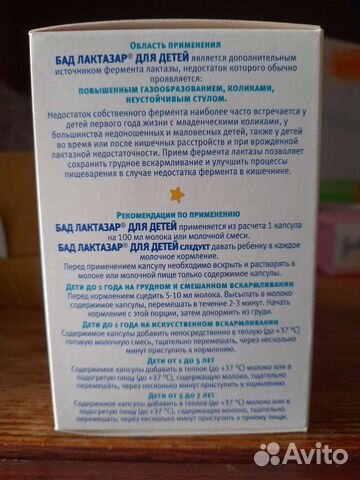 Область применения
БАД ЛАКТАЗАР® ДЛЯ ДЕТЕЙ является дополнительным
источником фермента лактазы, недостаток которого обычно
проявляется:
ПОВЫШЕННЫМ ГАЗООБРАЗОВАНИЕМ, КОЛИКАМИ,
НЕУСТОЙЧИВЫМ СТУЛОМ.
Недостаток собственного фермента наиболее часто встречается у
детей первого года жизни с младенческими коликами, у
большинства недоношенных и маловесных детей, также у детей
во время или после кишечных расстройств и при врожденной
лактазной недостаточности. Прием фермента лактазы позволяет
сохранить грудное вскармливание и улучшить процессы
пищеварения в случае недостатка фермента в кишечнике.
Рекомендации по применению
БАД ЛАКТАЗАР® ДЛЯ ДЕТЕЙ применяется из расчета 1 капсула
на 100 мл молока или молочной смеси.
БАД ЛАКТАЗАР® ДЛЯ ДЕТЕЙ следует давать ребенку в каждое
молочное кормление.
Перед применением капсулу необходимо вскрыть и растворять в
молоке или молочной пище только содержимое капсулы.
Дети до 1 года на грудном и смешанном вскармливании
Перед кормлением сцедить 5-10 мл молока. Высыпать в молоко
содержимое капсулы, перемешать в течение 2-3 минут. Начать
кормление с этой порции, затем докормить из груди.
Дети до 1 года на искусственном вскармливании
Содержимое капсулы добавить непосредственно в теплую (до +37 °C)
готовую молочную смесь, тщательно перемешать, через несколько
минут приступить к кормлению.
Дети от 1 до 5 лет
Содержимое капсул добавить в теплое (до +37 °C) молоко или в
подогретую пищу (до +37 °C), содержащую молоко, тщательно
перемешать, через несколько минут приступить к кормлению.
Дети от 5 до 7 лет
Содержимое капсул добавить в теплое (до +37 °C) молоко или в
подогретую пищу (до +37 °C), содержащую молоко, тщательно
перемешать, через несколько минут приступить к приему пищи.
Avito